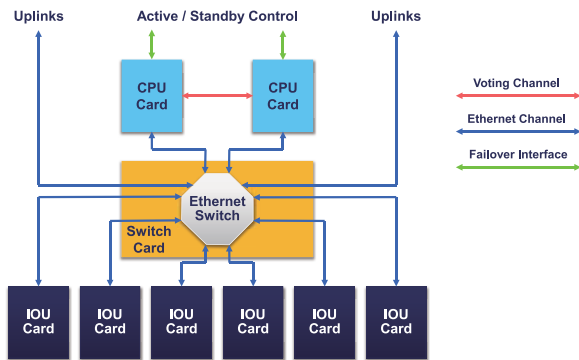 Uplinks
Active / Standby Control
Uplinks
CPU
Card
CPU
Card
Voting Channel
Ethernet Channel
Failover Interface
Ethernet
Switch
Switch
Card
IOU
Card
IOU
Card
IOU
Card
IOU
Card
IOU
Card
IOU
Card